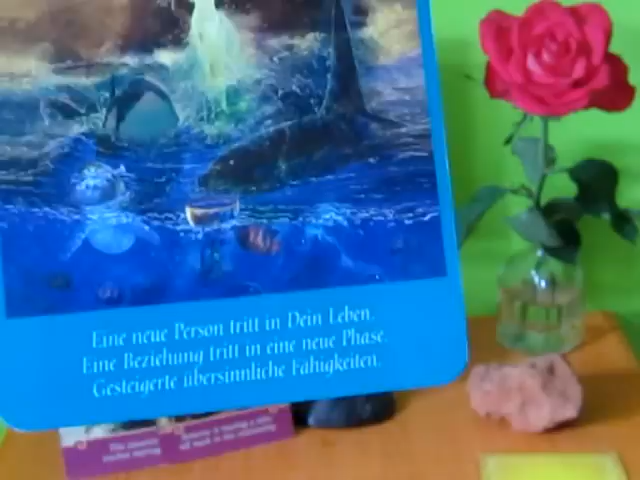 Eine neue Person tritt in Dein Leben.
Eine Beziehung tritt in eine neue Phase.
Gesteigerte übersinnliche Fähigkeiten.